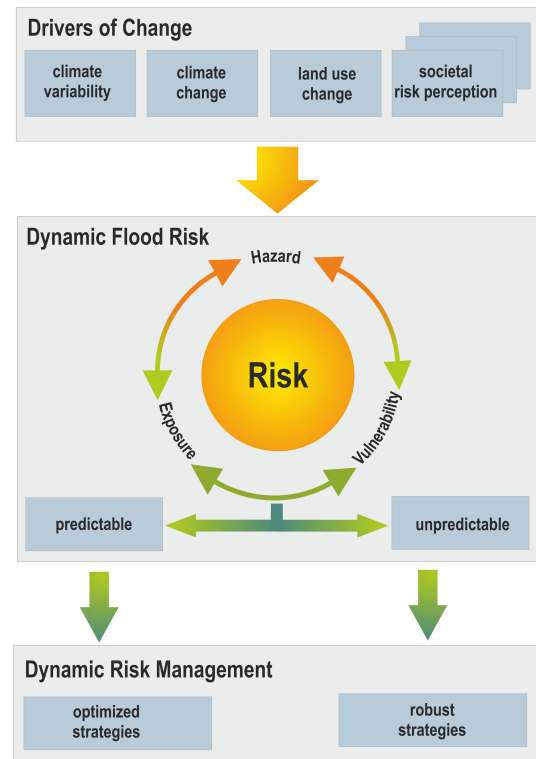 Drivers of Change
climate
variability
climate
change
land use
change
societal
risk perception
Dynamic Flood Risk
Hazard
Risk
Exposure
Vulnerability
predictable
unpredictable
Dynamic Risk Management
optimized
strategies
robust
strategies